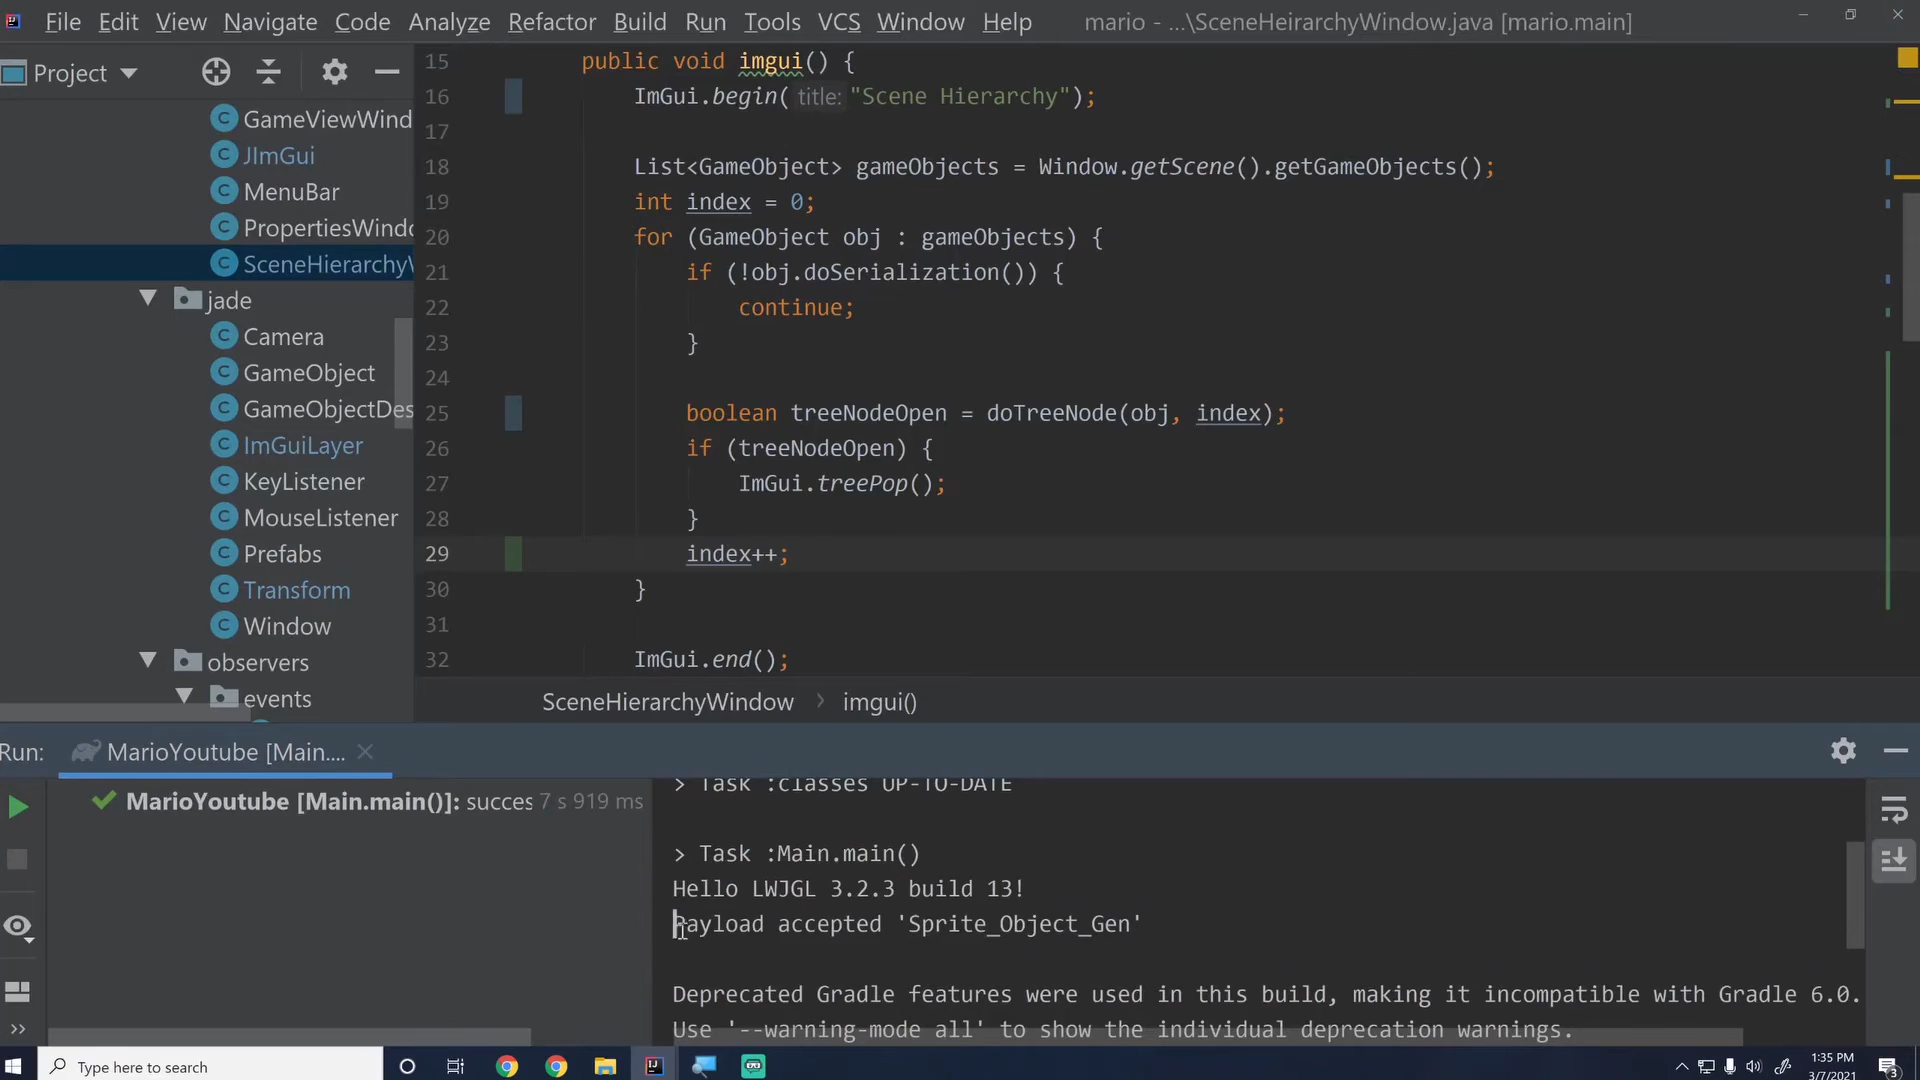 File Edit View Navigate Code Analyze Refactor Build Run Tools VCS Window Help mario - ...\SceneHeirarchyWindow.java [mario.main]
Project
GameViewWind
JImGui
MenuBar
PropertiesWindo
SceneHierarchyW
jade
Camera
GameObject
GameObjectDes
ImGuiLayer
KeyListener
MouseListener
Prefabs
Transform
Window
observers
events
15 public void imgui() {
16 ImGui.begin( title: "Scene Hierarchy");
17
18 List<GameObject> gameObjects = Window.getScene().getGameObjects();
19 int index = 0;
20 for (GameObject obj : gameObjects) {
21 if (!obj.doSerialization()) {
22 continue;
23 }
24
25 boolean treeNodeOpen = doTreeNode(obj, index);
26 if (treeNodeOpen) {
27 ImGui.treePop();
28 }
29 index++;
30 }
31
32 ImGui.end();
SceneHierarchyWindow > imgui()
Run: MarioYoutube [Main....
MarioYoutube [Main.main()]: succes 7 s 919 ms
> Task :classes UP-TO-DATE
> Task :Main.main()
Hello LWJGL 3.2.3 build 13!
Payload accepted 'Sprite_Object_Gen'
Deprecated Gradle features were used in this build, making it incompatible with Gradle 6.0.
Use '--warning-mode all' to show the individual deprecation warnings.
Type here to search
1:35 PM
3/7/2021
3